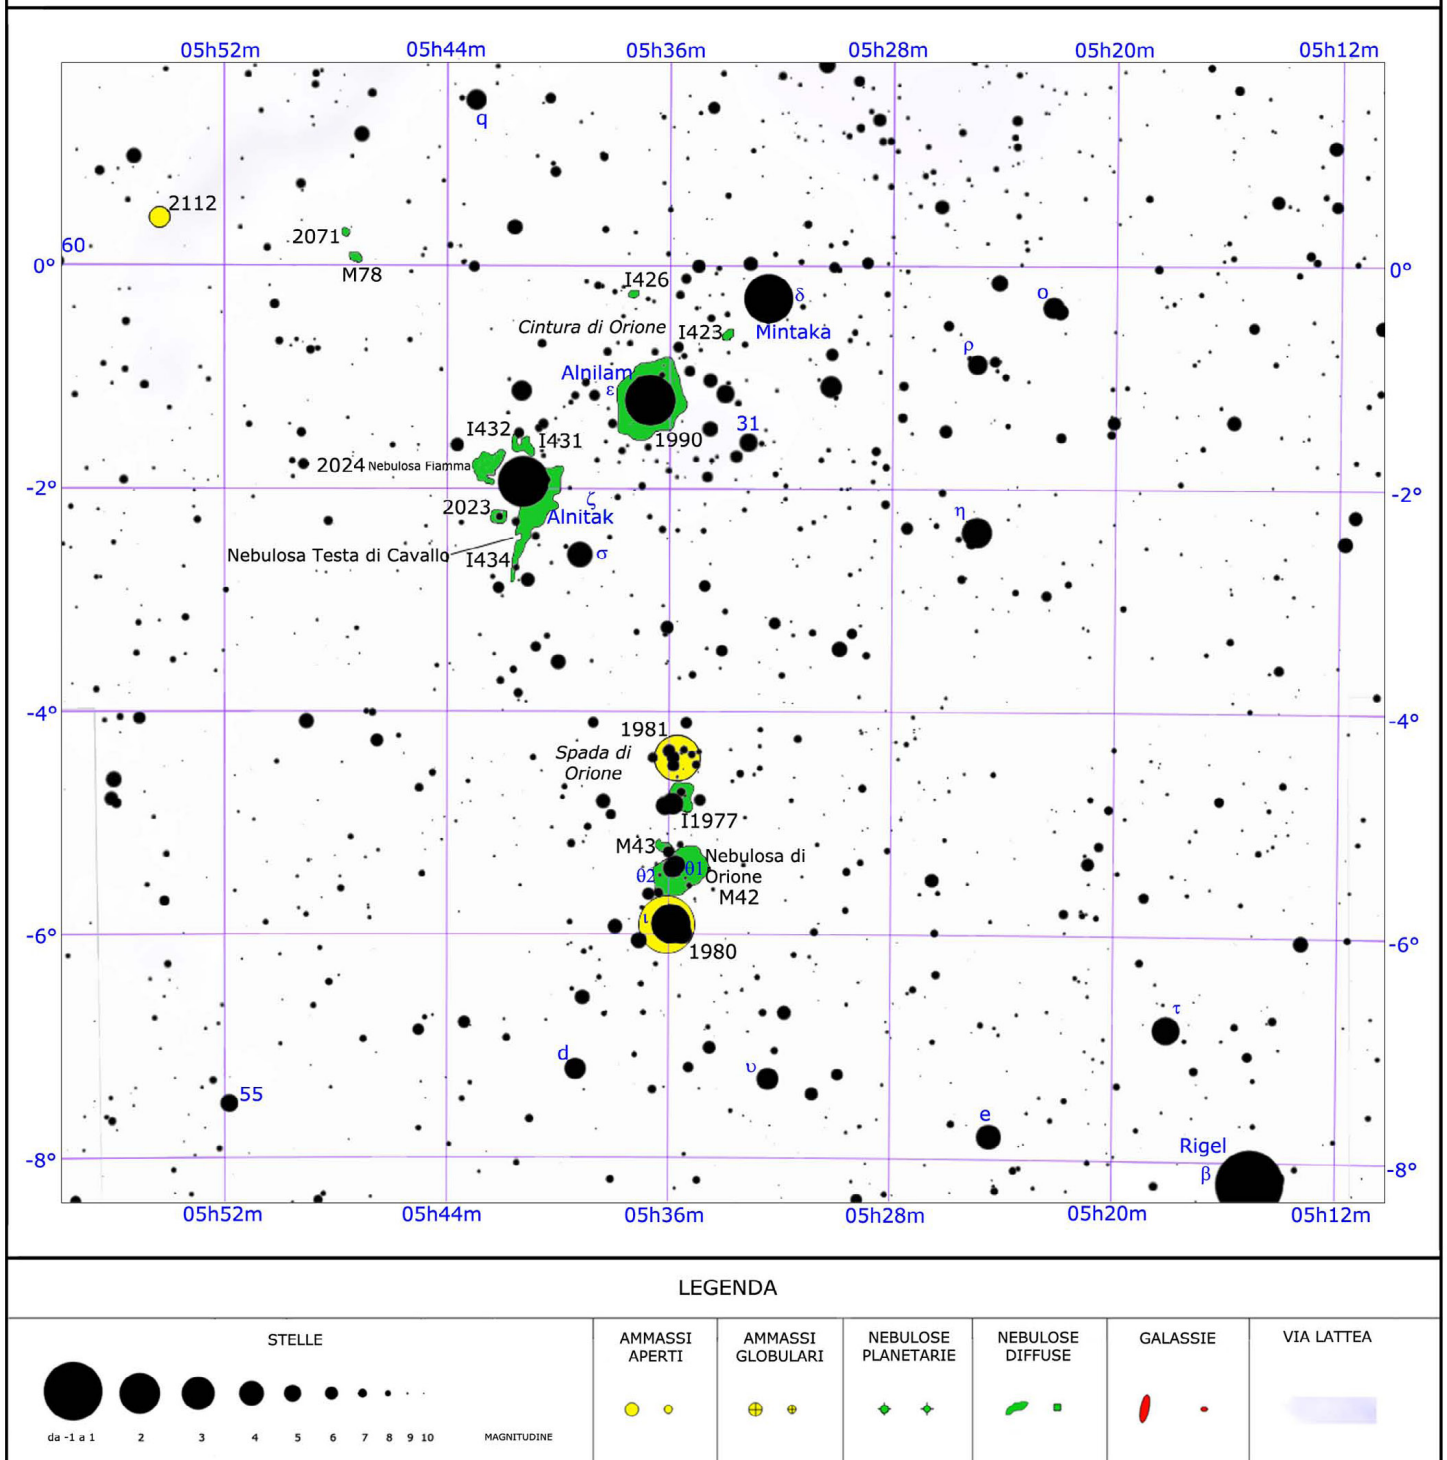 05h52m 05h44m 05h36m 05h28m 05h20m 05h12m
q
2112
2071
60
0° 0°
M78
I426
δ
o
Cintura di Orione I423
Mintaka
ρ
Alnilam
ε
31
I432 I431 1990
2024 Nebulosa Fiamma
-2° -2°
ζ
2023
Alnitak
η
Nebulosa Testa di Cavallo
σ
I434
-4° -4°
1981
Spada di
Orione
I1977
M43
Nebulosa di
θ2 θ1 Orione
M42
ι
-6° -6°
1980
τ
d
υ
55
e
Rigel
β
-8° -8°
05h52m 05h44m 05h36m 05h28m 05h20m 05h12m
LEGENDA
STELLE
AMMASSI
APERTI
AMMASSI
GLOBULARI
NEBULOSE
PLANETARIE
NEBULOSE
DIFFUSE
GALASSIE
VIA LATTEA
da -1 a 1 2 3 4 5 6 7 8 9 10 MAGNITUDINE